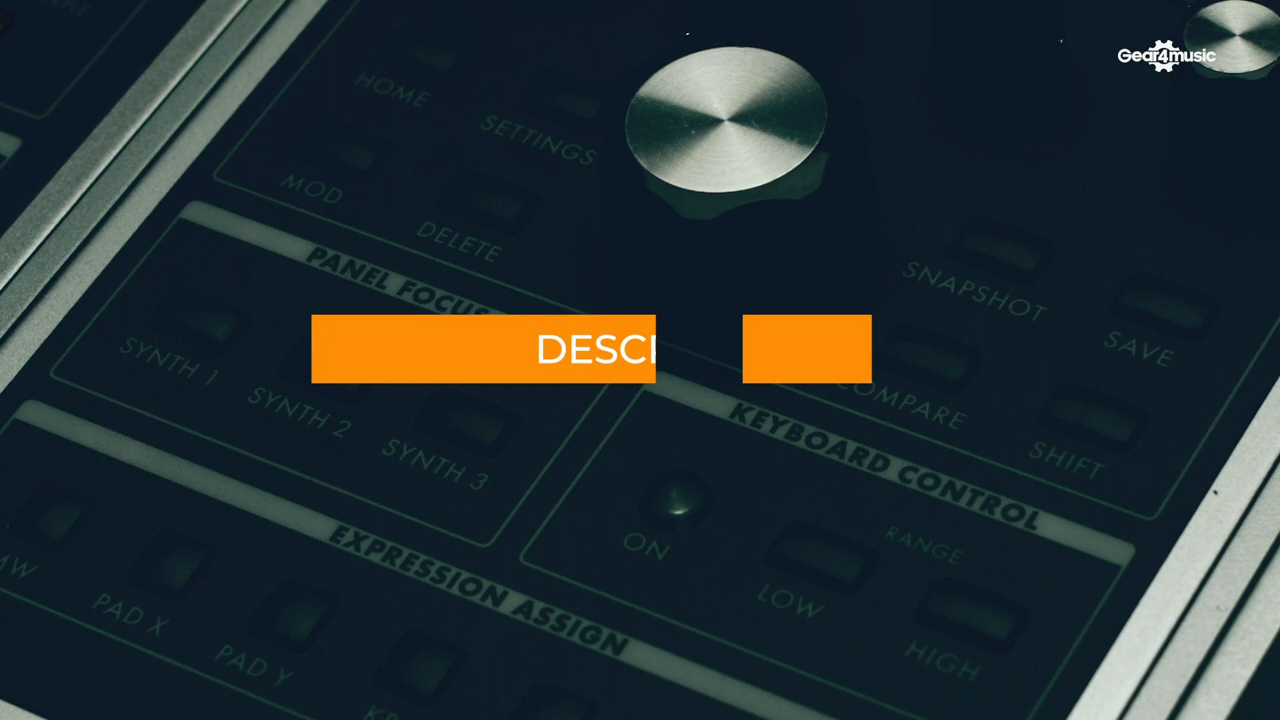 Gear4music
HOME
SETTINGS
MOD
DELETE
PANEL FOCUS
SNAPSHOT
SAVE
COMPARE
SHIFT
DESC
SYNTH 1
SYNTH 2
SYNTH 3
KEYBOARD CONTROL
ON
RANGE
LOW
HIGH
EXPRESSION ASSIGN
MW
PAD X
PAD Y